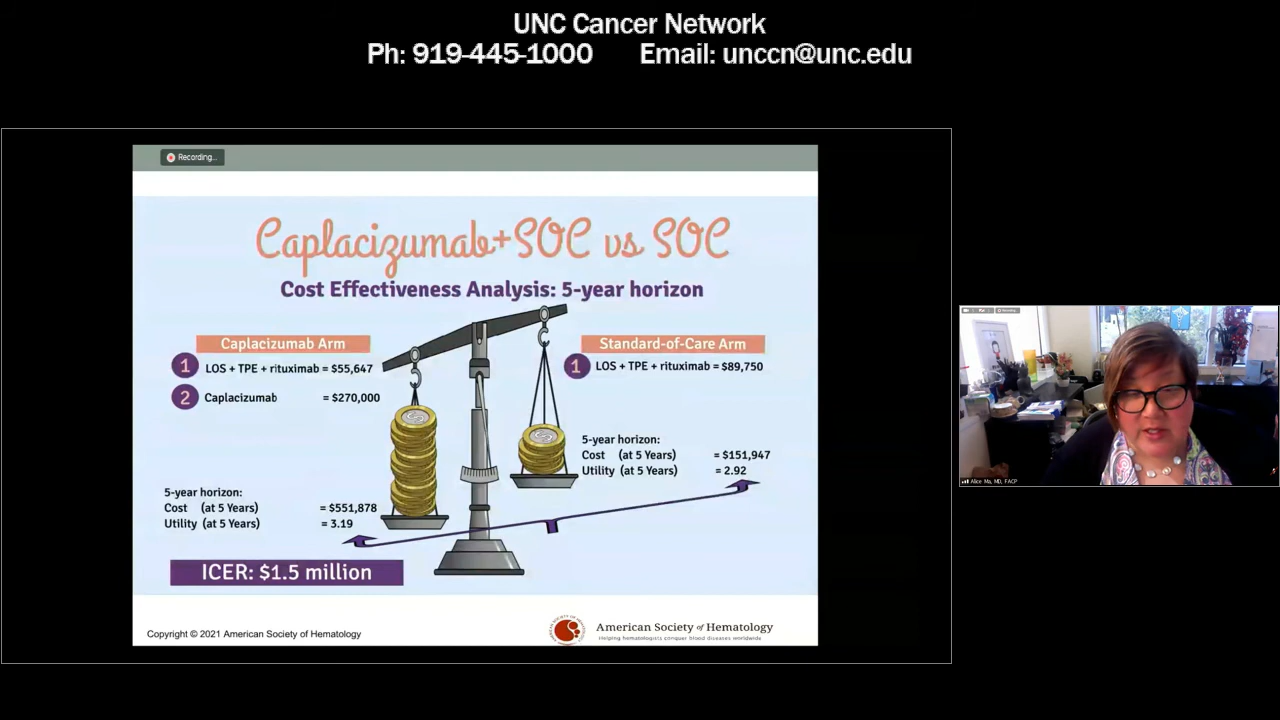 UNC Cancer Network
Ph: 919-445-1000 Email: unccn@unc.edu
Recording...
Caplacizumab+SOC vs SOC
Cost Effectiveness Analysis: 5-year horizon
Caplacizumab Arm
1 LOS + TPE + rituximab = $55,647
2 Caplacizumab = $270,000
5-year horizon:
Cost (at 5 Years) = $551,878
Utility (at 5 Years) = 3.19
ICER: $1.5 million
Standard-of-Care Arm
1 LOS + TPE + rituximab = $89,750
5-year horizon:
Cost (at 5 Years) = $151,947
Utility (at 5 Years) = 2.92
Copyright © 2021 American Society of Hematology
American Society of Hematology
Helping hematologists conquer blood diseases worldwide
Alice Ma, MD, FACP